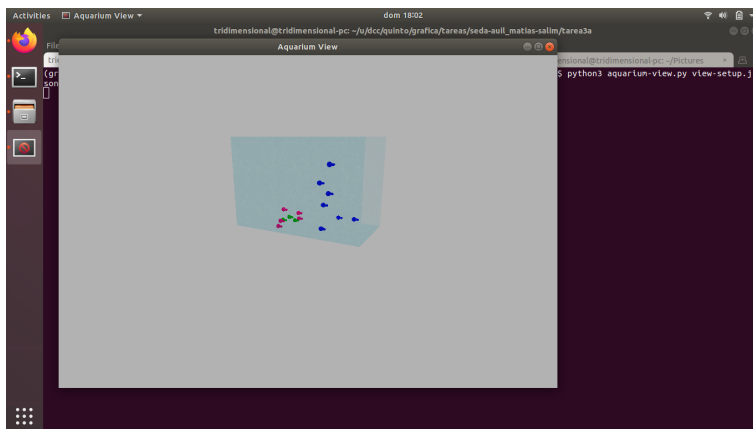 Activities Aquarium View dom 18:02
tridimensional@tridimensional-pc: ~/u/dcc/quinto/grafica/tareas/seda-auil_matias-salim/tarea3a
File
Aquarium View
tri ensional@tridimensional-pc: ~/Pictures ×
(gr $ python3 aquarium-view.py view-setup.j
son